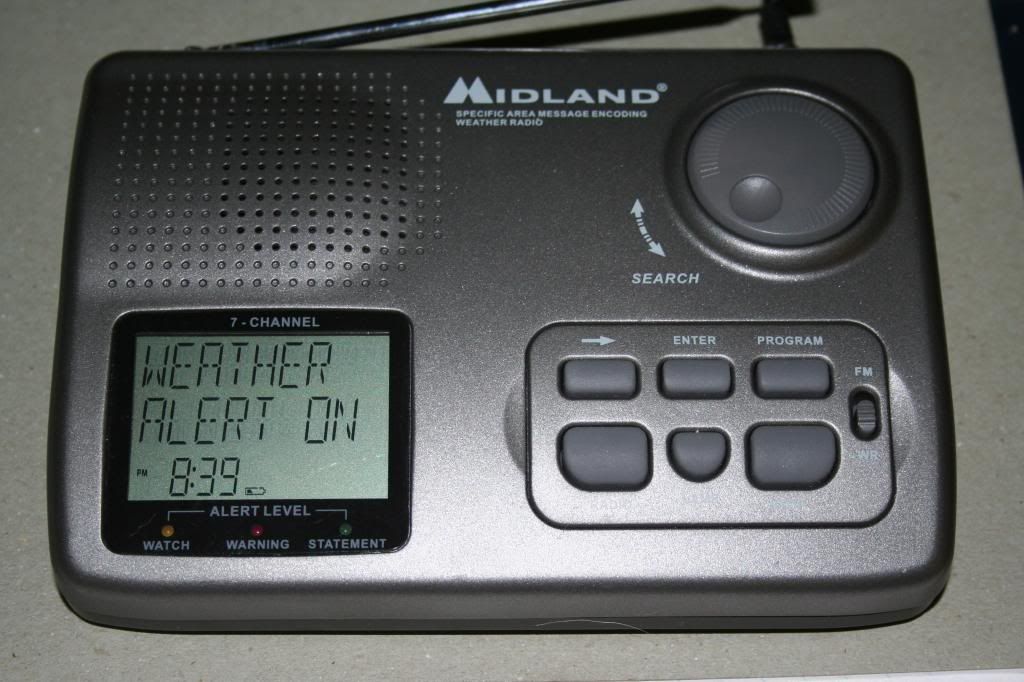 MIDLAND®
SPECIFIC AREA MESSAGE ENCODING
WEATHER RADIO
SEARCH
7 - CHANNEL
WEATHER
ALERT ON
PM 8:39
ALERT LEVEL
WATCH WARNING STATEMENT
ENTER PROGRAM
FM
WR